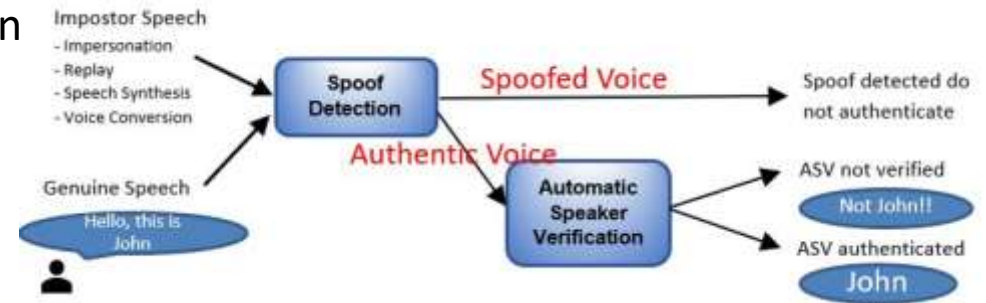 n
Impostor Speech
- Impersonation
- Replay
- Speech Synthesis
- Voice Conversion
Genuine Speech
Hello, this is
John
Spoof
Detection
Spoofed Voice
Authentic Voice
Automatic
Speaker
Verification
Spoof detected do
not authenticate
ASV not verified
Not John!!
ASV authenticated
John